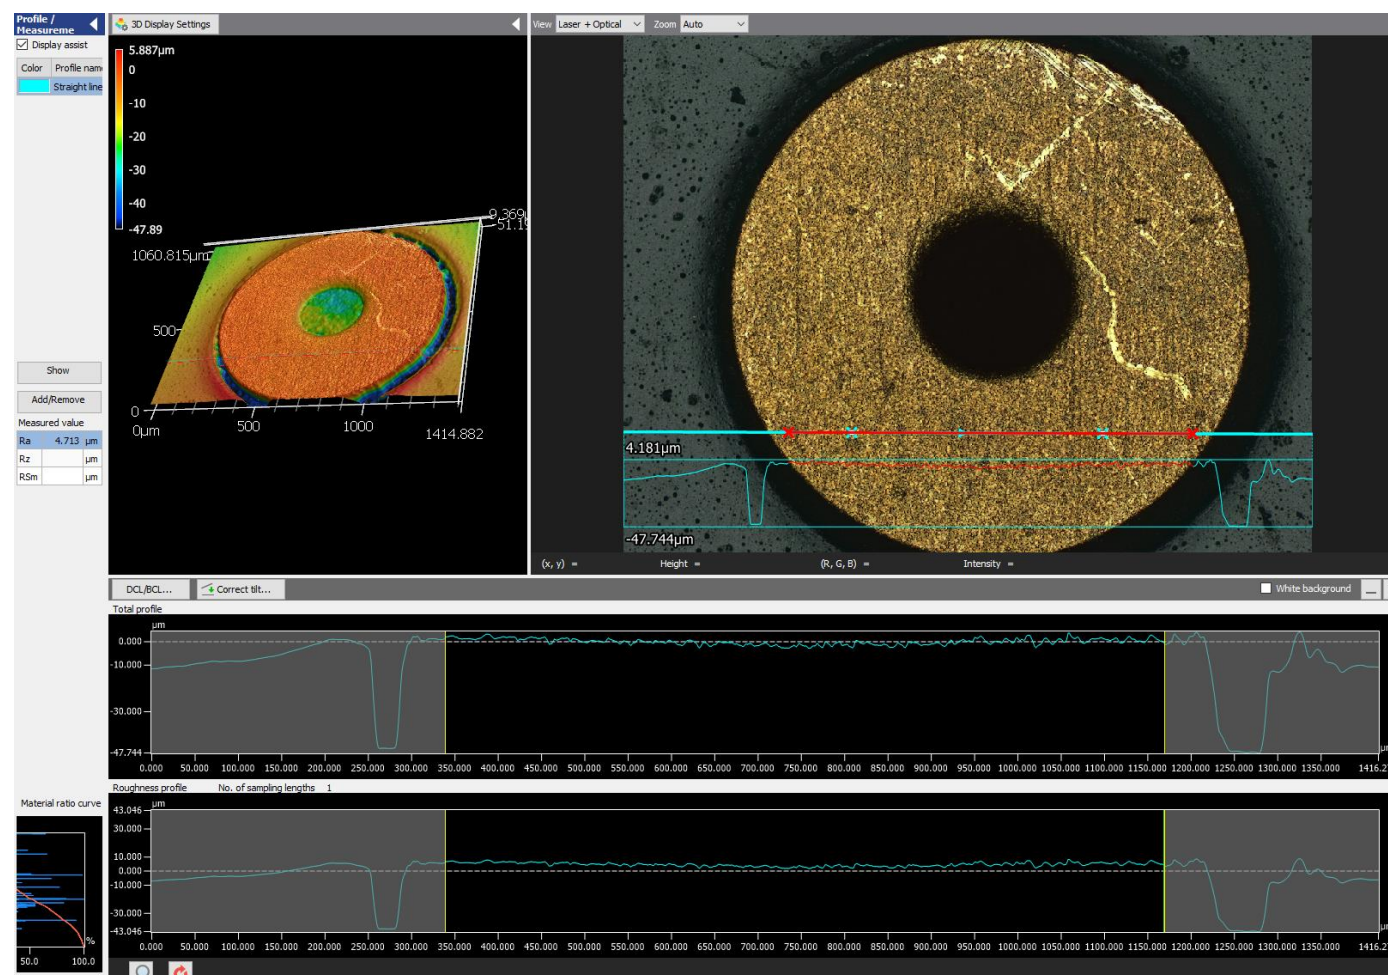 Profile /
Measureme
Display assist
Color Profile nam
Straight line
Show
Add/Remove
Measured value
Ra 4.713 µm
Rz µm
RSm µm
Material ratio curve
%
50.0 100.0
3D Display Settings
5.887µm
0
-10
-20
-30
-40
-47.89
9.369
51.19
1060.815µm
500
0
0µm 500 1000 1414.882
View Laser + Optical Zoom Auto
4.181µm
-47.744µm
(x, y) = Height = (R, G, B) = Intensity =
DCL/BCL... Correct tilt... White background
Total profile
µm
0.000
-10.000
-30.000
-47.744
0.000 50.000 100.000 150.000 200.000 250.000 300.000 350.000 400.000 450.000 500.000 550.000 600.000 650.000 700.000 750.000 800.000 850.000 900.000 950.000 1000.000 1050.000 1100.000 1150.000 1200.000 1250.000 1300.000 1350.000 1416.2
Roughness profile No. of sampling lengths 1
µm
43.046
30.000
10.000
0.000
-10.000
-30.000
-43.046
0.000 50.000 100.000 150.000 200.000 250.000 300.000 350.000 400.000 450.000 500.000 550.000 600.000 650.000 700.000 750.000 800.000 850.000 900.000 950.000 1000.000 1050.000 1100.000 1150.000 1200.000 1250.000 1300.000 1350.000 1416.2